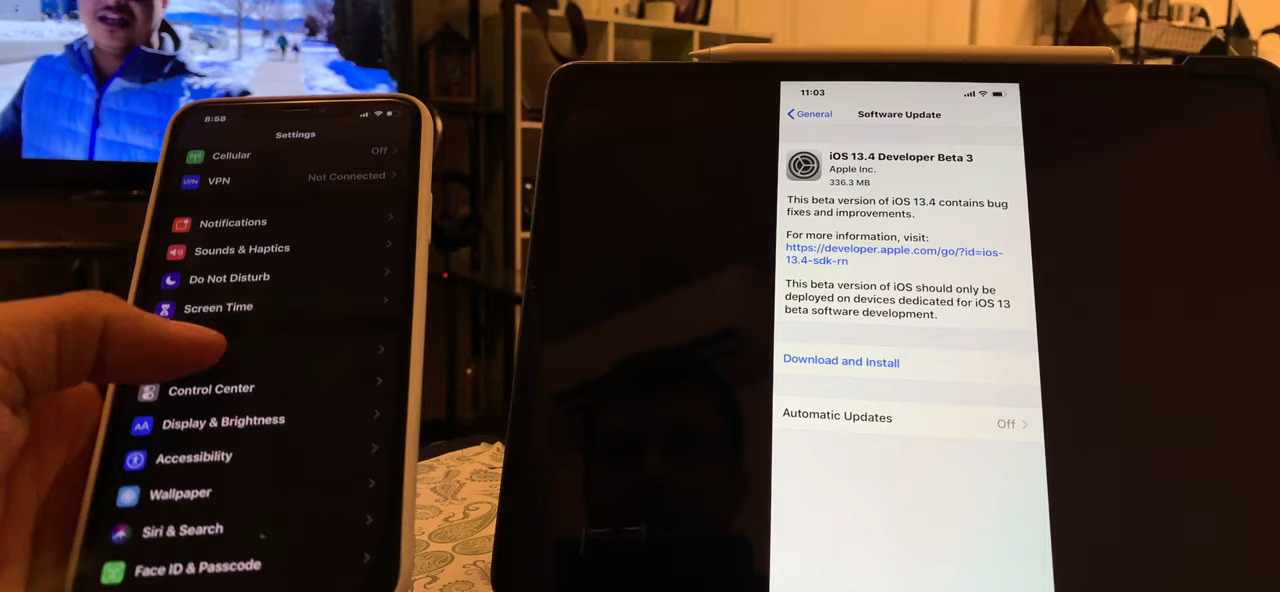 8:58
Settings
Cellular Off
VPN VPN Not Connected
Notifications
Sounds & Haptics
Do Not Disturb
Screen Time
Control Center
AA Display & Brightness
Accessibility
Wallpaper
Siri & Search
Face ID & Passcode
11:03
General Software Update
iOS 13.4 Developer Beta 3
Apple Inc.
336.3 MB
This beta version of iOS 13.4 contains bug
fixes and improvements.
For more information, visit:
https://developer.apple.com/go/?id=ios-
13.4-sdk-rn
This beta version of iOS should only be
deployed on devices dedicated for iOS 13
beta software development.
Download and Install
Automatic Updates Off